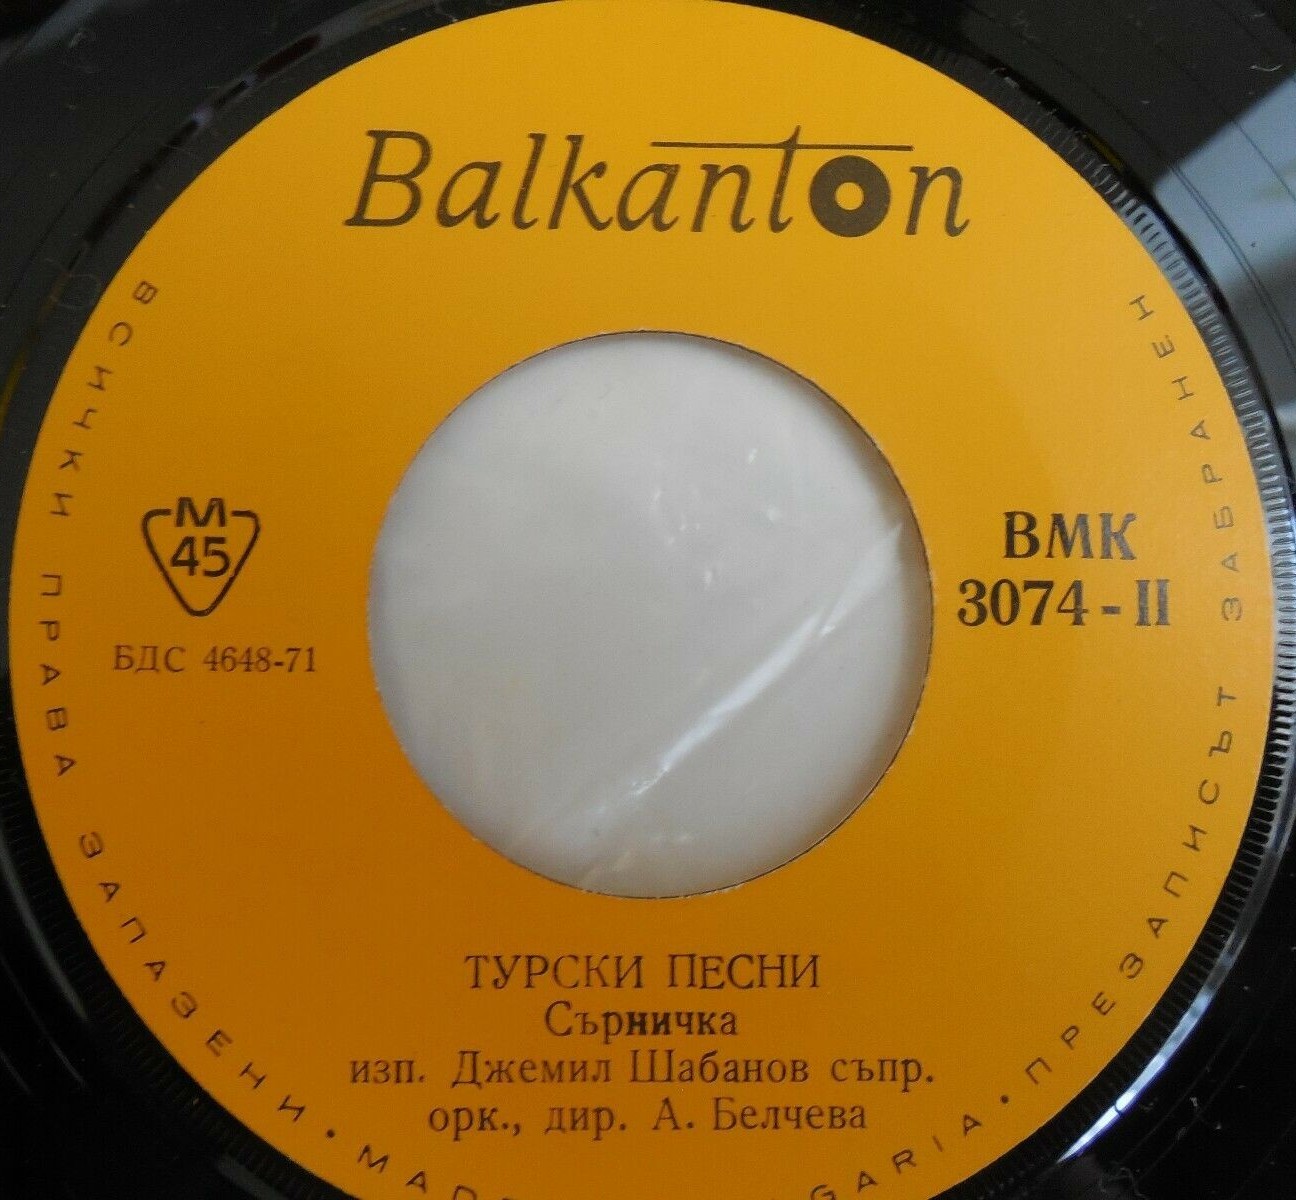 Balkanton
ВСИЧКИ ПРАВА ЗАПАЗЕНИ •
ПРЕЗАПИСЪТ ЗАБРАНЕН
М
45
БДС 4648-71
ВМК
3074-II
ТУРСКИ ПЕСНИ
Сърничка
изп. Джемил Шабанов съпр.
орк., дир. А. Белчева